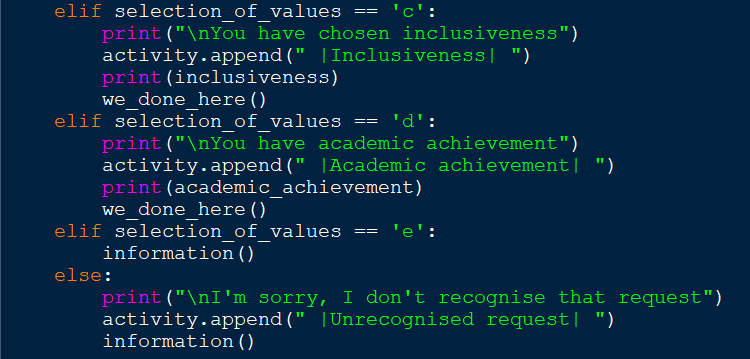 elif selection_of_values == 'c':
    print("\nYou have chosen inclusiveness")
    activity.append(" |Inclusiveness| ")
    print(inclusiveness)
    we_done_here()
elif selection_of_values == 'd':
    print("\nYou have academic achievement")
    activity.append(" |Academic achievement| ")
    print(academic_achievement)
    we_done_here()
elif selection_of_values == 'e':
    information()
else:
    print("\nI'm sorry, I don't recognise that request")
    activity.append(" |Unrecognised request| ")
    information()